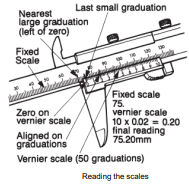 Nearest
large graduation
(left of zero)
Last small graduation
Fixed
Scale
Zero on
vernier scale
Aligned on
graduations
Vernier scale (50 graduations)
Fixed scale
75.
vernier scale
10 x 0.02 = 0.20
final reading
75.20mm
Reading the scales